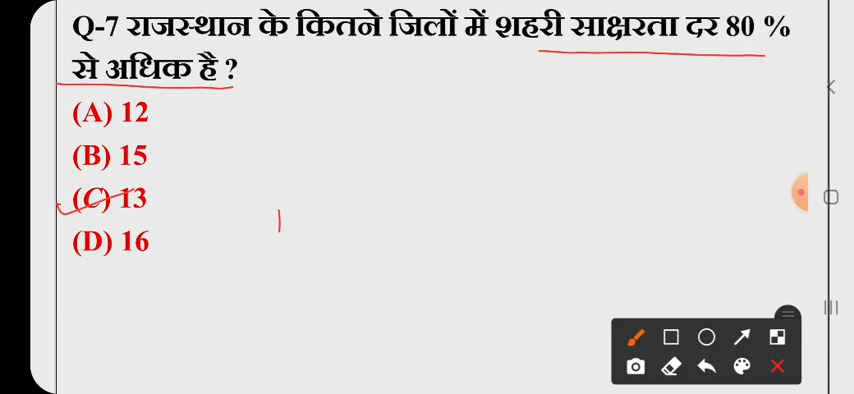 Q-7 राजस्थान के कितने जिलों में शहरी साक्षरता दर 80 %
से अधिक है ?
(A) 12
(B) 15
(C) 13
(D) 16